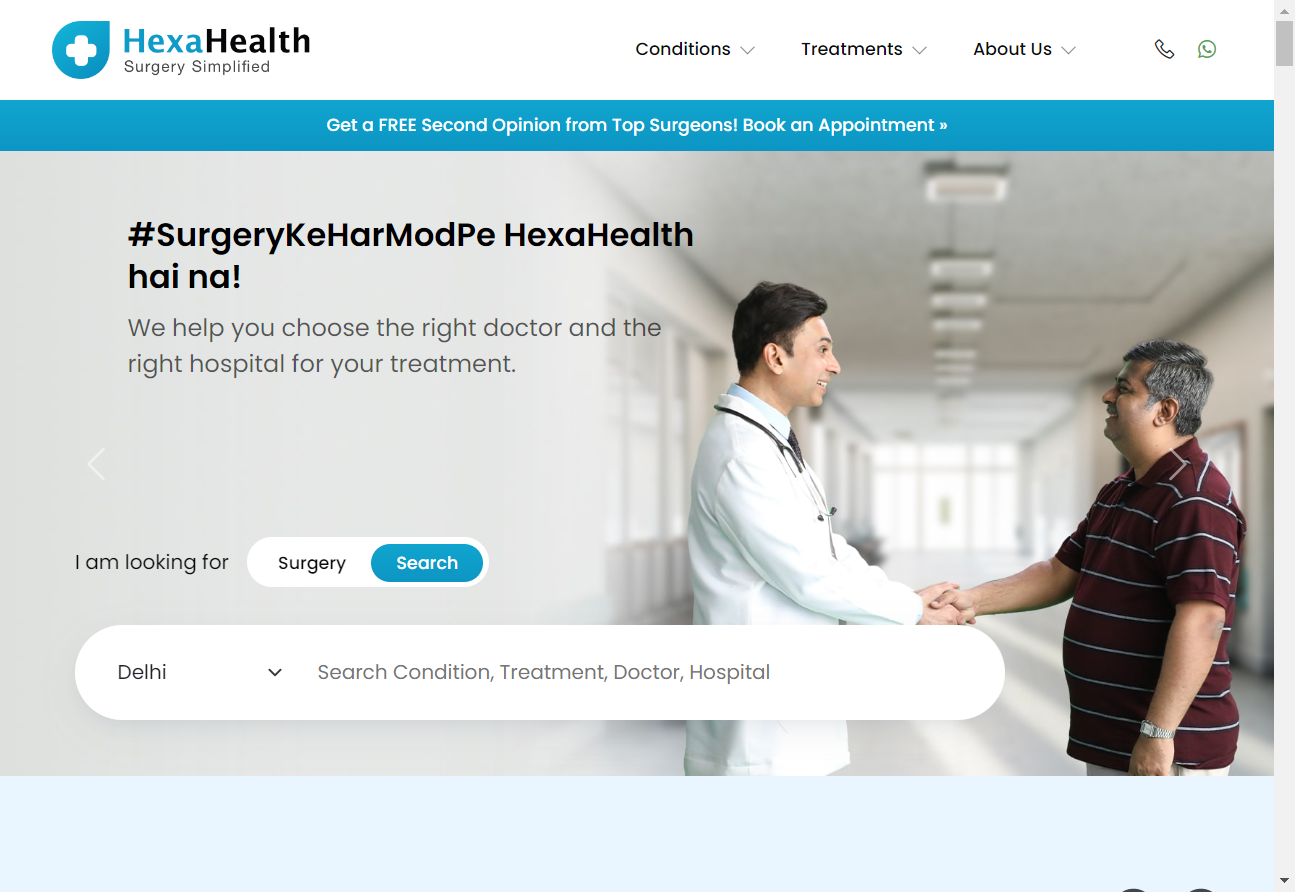 HexaHealth
Surgery Simplified
Conditions
Treatments
About Us
Get a FREE Second Opinion from Top Surgeons! Book an Appointment »
#SurgeryKeHarModPe HexaHealth
hai na!
We help you choose the right doctor and the
right hospital for your treatment.
I am looking for
Surgery
Search
Delhi
Search Condition, Treatment, Doctor, Hospital